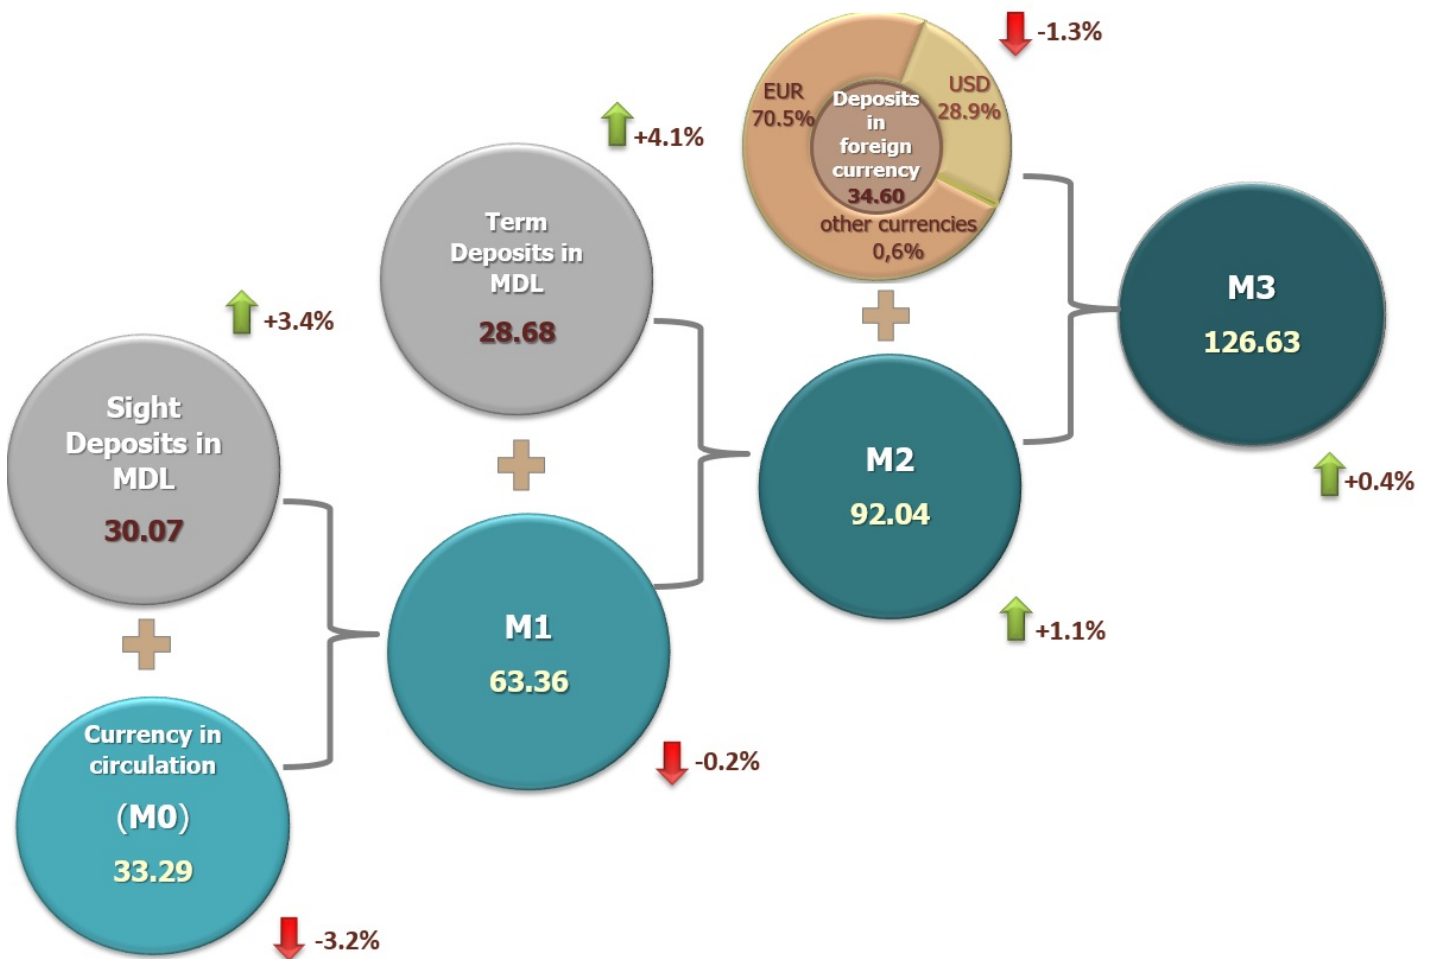 -1.3%
EUR
70.5%
USD
28.9%
Deposits
in
foreign
currency
34.60
other currencies
0,6%
+4.1%
Term
Deposits in
MDL
28.68
M3
126.63
+0.4%
+3.4%
Sight
Deposits in
MDL
30.07
M2
92.04
+1.1%
M1
63.36
-0.2%
Currency in
circulation
(M0)
33.29
-3.2%